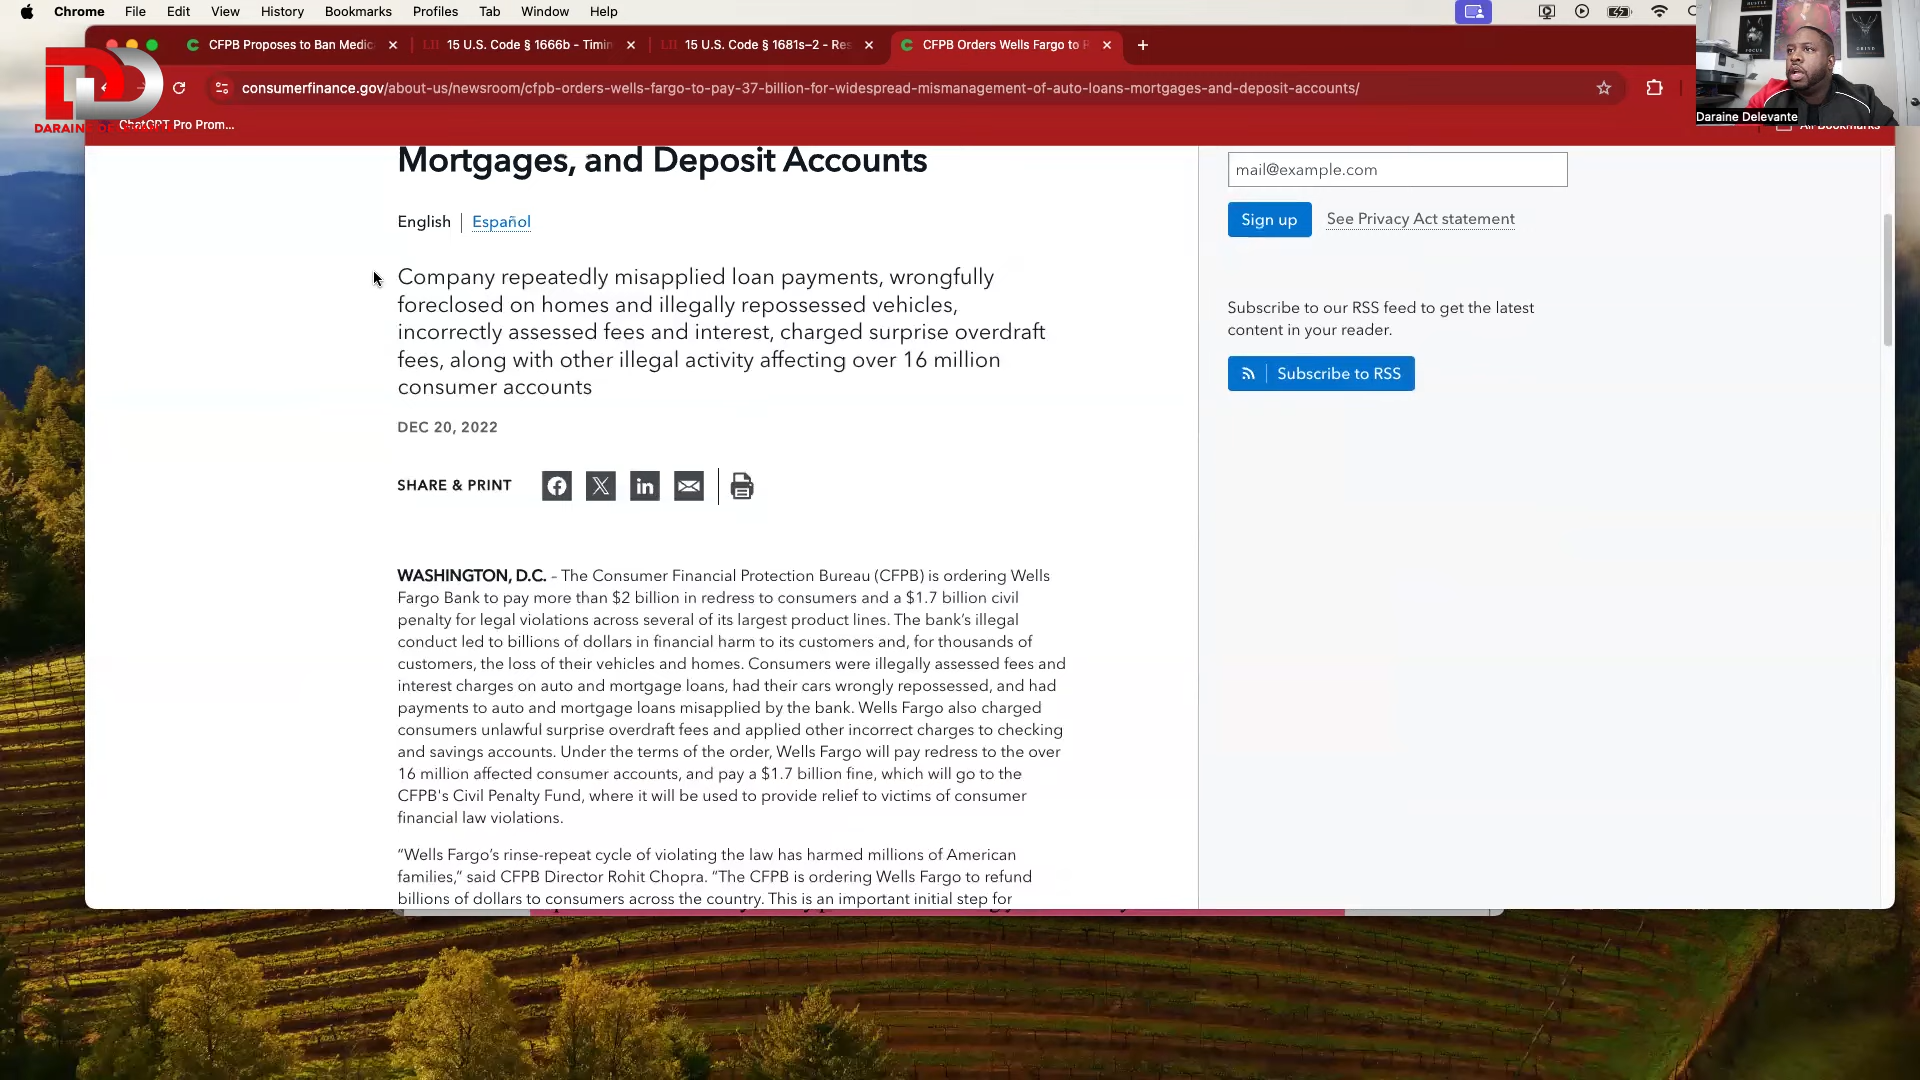 Chrome File Edit View History Bookmarks Profiles Tab Window Help
CFPB Proposes to Ban Medic
15 U.S. Code § 1666b - Timin
15 U.S. Code § 1681s–2 - Res
CFPB Orders Wells Fargo to P
consumerfinance.gov/about-us/newsroom/cfpb-orders-wells-fargo-to-pay-37-billion-for-widespread-mismanagement-of-auto-loans-mortgages-and-deposit-accounts/
ChatGPT Pro Prom...
All Bookmarks
Daraine Delevante
Mortgages, and Deposit Accounts
English | Español
Company repeatedly misapplied loan payments, wrongfully
foreclosed on homes and illegally repossessed vehicles,
incorrectly assessed fees and interest, charged surprise overdraft
fees, along with other illegal activity affecting over 16 million
consumer accounts
DEC 20, 2022
SHARE & PRINT
WASHINGTON, D.C. – The Consumer Financial Protection Bureau (CFPB) is ordering Wells
Fargo Bank to pay more than $2 billion in redress to consumers and a $1.7 billion civil
penalty for legal violations across several of its largest product lines. The bank's illegal
conduct led to billions of dollars in financial harm to its customers and, for thousands of
customers, the loss of their vehicles and homes. Consumers were illegally assessed fees and
interest charges on auto and mortgage loans, had their cars wrongly repossessed, and had
payments to auto and mortgage loans misapplied by the bank. Wells Fargo also charged
consumers unlawful surprise overdraft fees and applied other incorrect charges to checking
and savings accounts. Under the terms of the order, Wells Fargo will pay redress to the over
16 million affected consumer accounts, and pay a $1.7 billion fine, which will go to the
CFPB's Civil Penalty Fund, where it will be used to provide relief to victims of consumer
financial law violations.
“Wells Fargo's rinse-repeat cycle of violating the law has harmed millions of American
families,” said CFPB Director Rohit Chopra. “The CFPB is ordering Wells Fargo to refund
billions of dollars to consumers across the country. This is an important initial step for
mail@example.com
Sign up
See Privacy Act statement
Subscribe to our RSS feed to get the latest
content in your reader.
Subscribe to RSS